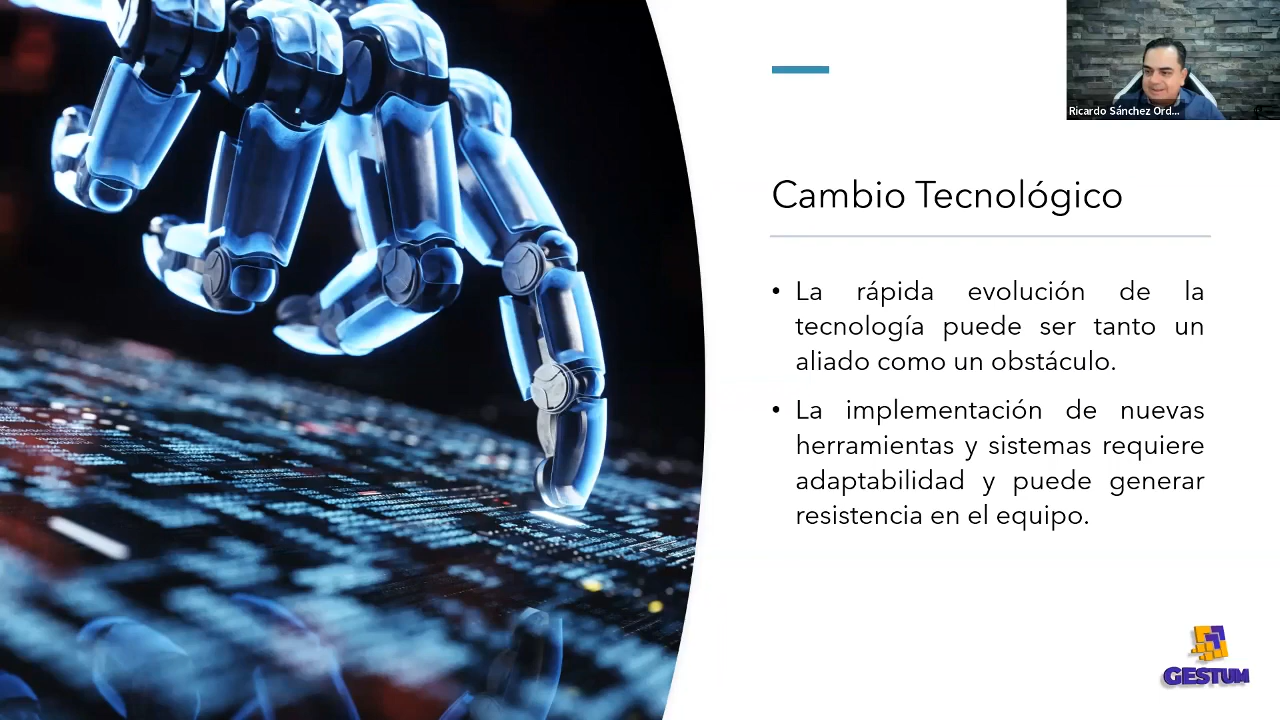 Ricardo Sánchez Ord...
Cambio Tecnológico
• La rápida evolución de la
tecnología puede ser tanto un
aliado como un obstáculo.
• La implementación de nuevas
herramientas y sistemas requiere
adaptabilidad y puede generar
resistencia en el equipo.
GESTUM